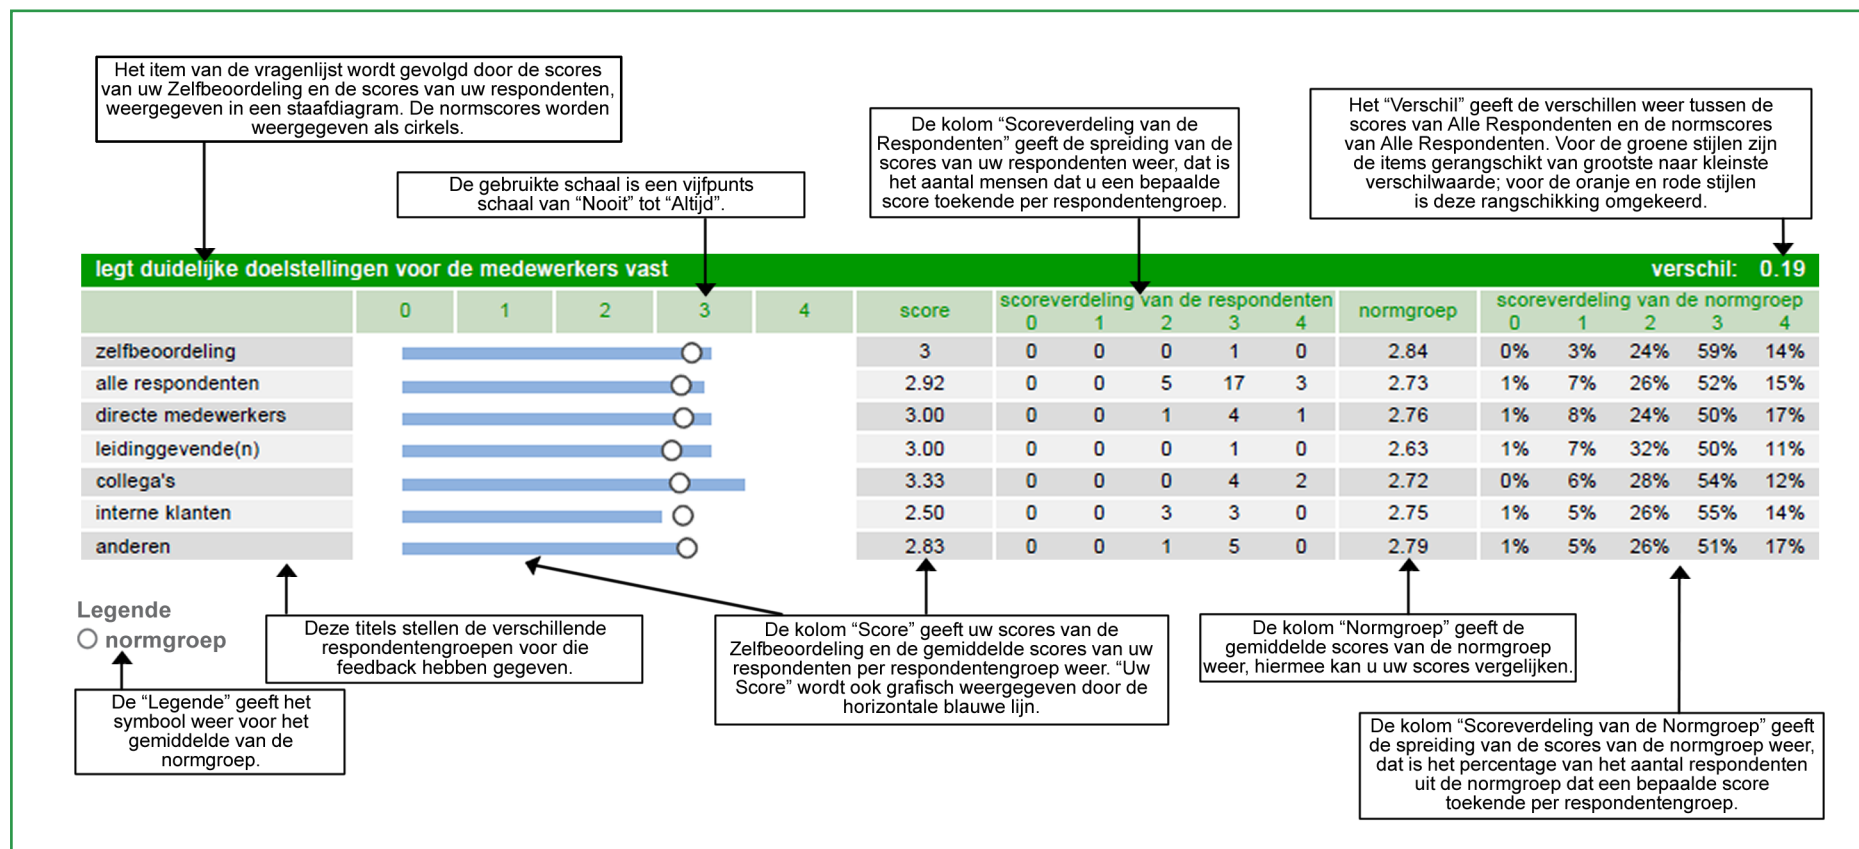 Het item van de vragenlijst wordt gevolgd door de scores
van uw Zelfbeoordeling en de scores van uw respondenten,
weergegeven in een staafdiagram. De normscores worden
weergegeven als cirkels.
De gebruikte schaal is een vijfpunts
schaal van “Nooit” tot “Altijd”.
De kolom “Scoreverdeling van de
Respondenten” geeft de spreiding van de
scores van uw respondenten weer, dat is
het aantal mensen dat u een bepaalde
score toekende per respondentengroep.
Het “Verschil” geeft de verschillen weer tussen de
scores van Alle Respondenten en de normscores
van Alle Respondenten. Voor de groene stijlen zijn
de items gerangschikt van grootste naar kleinste
verschilwaarde; voor de oranje en rode stijlen
is deze rangschikking omgekeerd.
legt duidelijke doelstellingen voor de medewerkers vast verschil: 0.19
0 1 2 3 4 score scoreverdeling van de respondenten normgroep scoreverdeling van de normgroep
0 1 2 3 4 0 1 2 3 4
zelfbeoordeling 3 0 0 0 1 0 2.84 0% 3% 24% 59% 14%
alle respondenten 2.92 0 0 5 17 3 2.73 1% 7% 26% 52% 15%
directe medewerkers 3.00 0 0 1 4 1 2.76 1% 8% 24% 50% 17%
leidinggevende(n) 3.00 0 0 0 1 0 2.63 1% 7% 32% 50% 11%
collega's 3.33 0 0 0 4 2 2.72 0% 6% 28% 54% 12%
interne klanten 2.50 0 0 3 3 0 2.75 1% 5% 26% 55% 14%
anderen 2.83 0 0 1 5 0 2.79 1% 5% 26% 51% 17%
Legende
normgroep
De “Legende” geeft het
symbool weer voor het
gemiddelde van de
normgroep.
Deze titels stellen de verschillende
respondentengroepen voor die
feedback hebben gegeven.
De kolom “Score” geeft uw scores van de
Zelfbeoordeling en de gemiddelde scores van uw
respondenten per respondentengroep weer. “Uw
Score” wordt ook grafisch weergegeven door de
horizontale blauwe lijn.
De kolom “Normgroep” geeft de
gemiddelde scores van de normgroep
weer, hiermee kan u uw scores vergelijken.
De kolom “Scoreverdeling van de Normgroep” geeft
de spreiding van de scores van de normgroep weer,
dat is het percentage van het aantal respondenten
uit de normgroep dat een bepaalde score
toekende per respondentengroep.